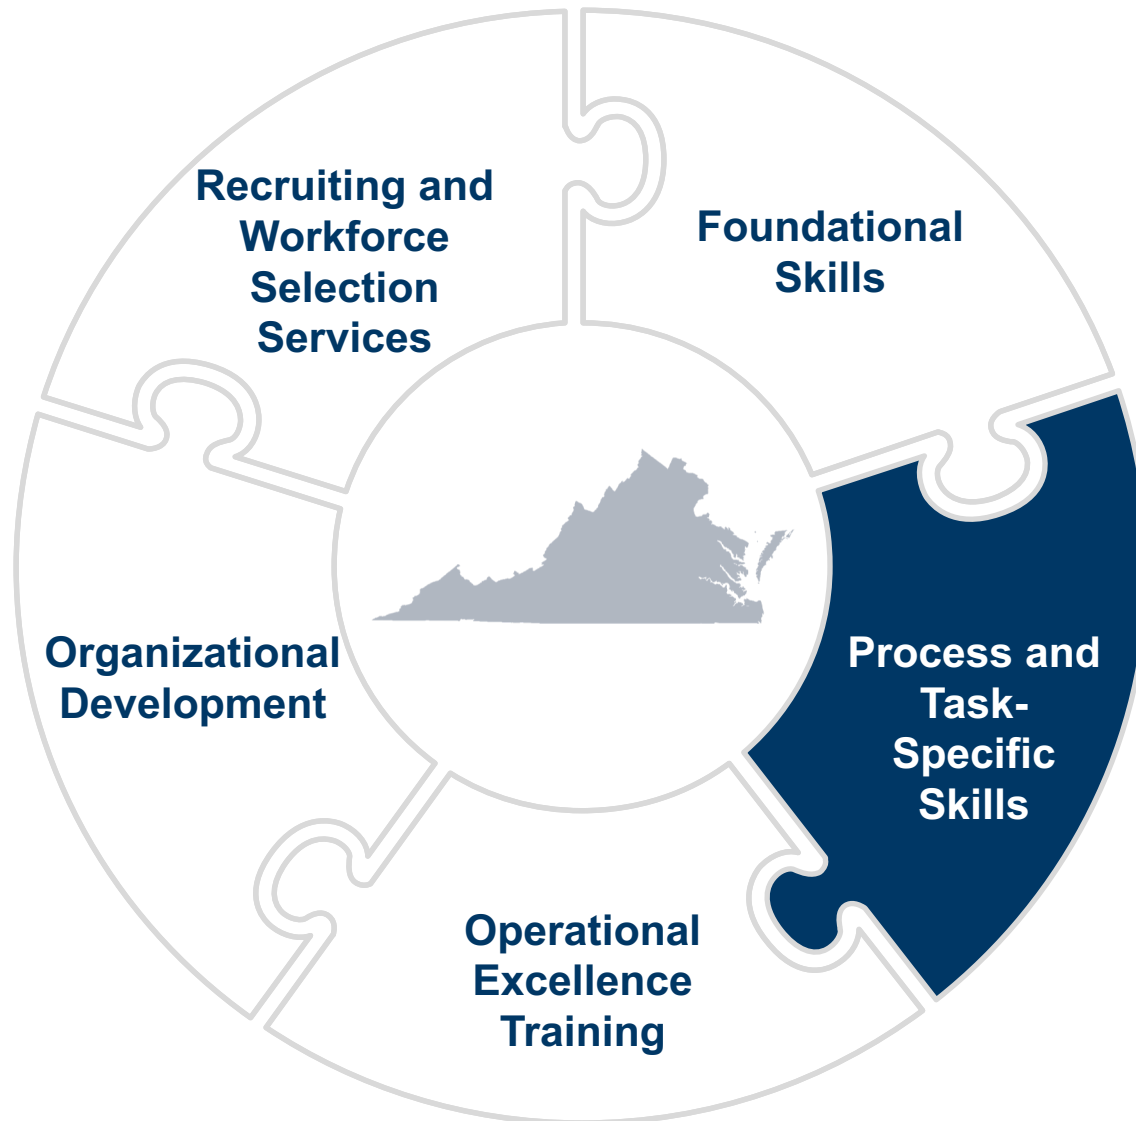 Recruiting and
Workforce
Selection
Services
Foundational
Skills
Process and
Task-
Specific
Skills
Operational
Excellence
Training
Organizational
Development